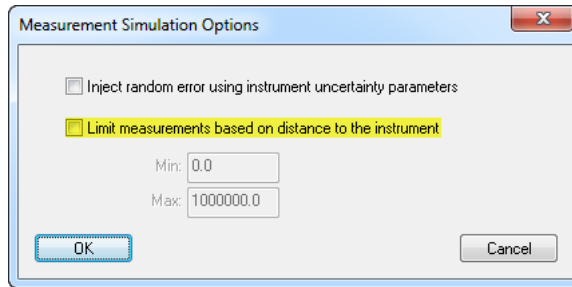 Measurement Simulation Options
Inject random error using instrument uncertainty parameters
Limit measurements based on distance to the instrument
Min: 0.0
Max: 1000000.0
OK Cancel